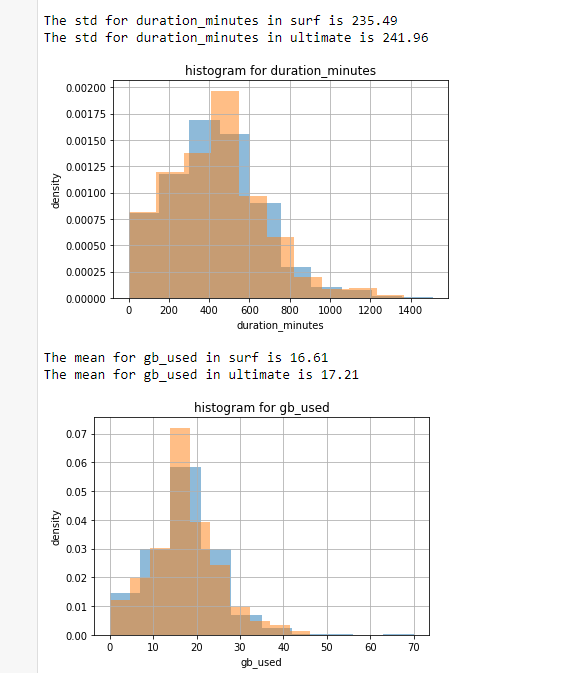 The std for duration_minutes in surf is 235.49
The std for duration_minutes in ultimate is 241.96
histogram for duration_minutes
0.00200
0.00175
0.00150
0.00125
0.00100
0.00075
0.00050
0.00025
0.00000
density
0 200 400 600 800 1000 1200 1400
duration_minutes
The mean for gb_used in surf is 16.61
The mean for gb_used in ultimate is 17.21
histogram for gb_used
0.07
0.06
0.05
0.04
0.03
0.02
0.01
0.00
density
0 10 20 30 40 50 60 70
gb_used